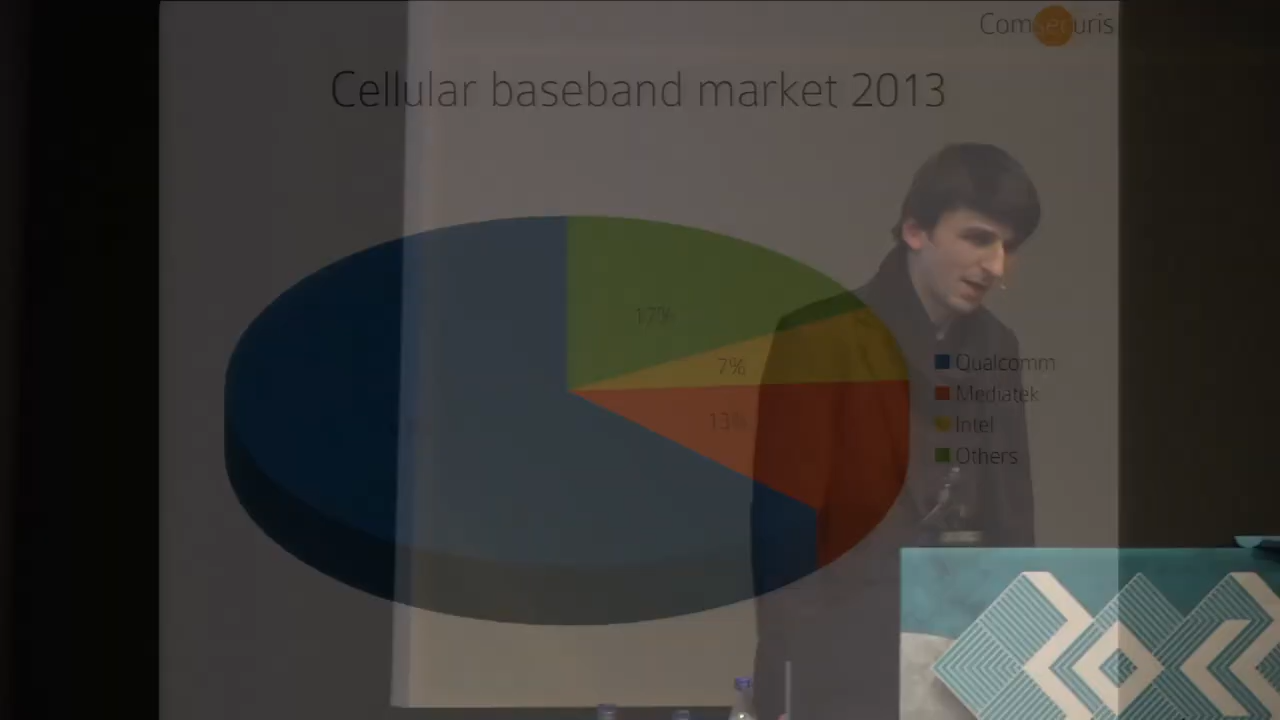 Comsecuris
Cellular baseband market 2013
17%
7%
13%
Qualcomm
Mediatek
Intel
Others